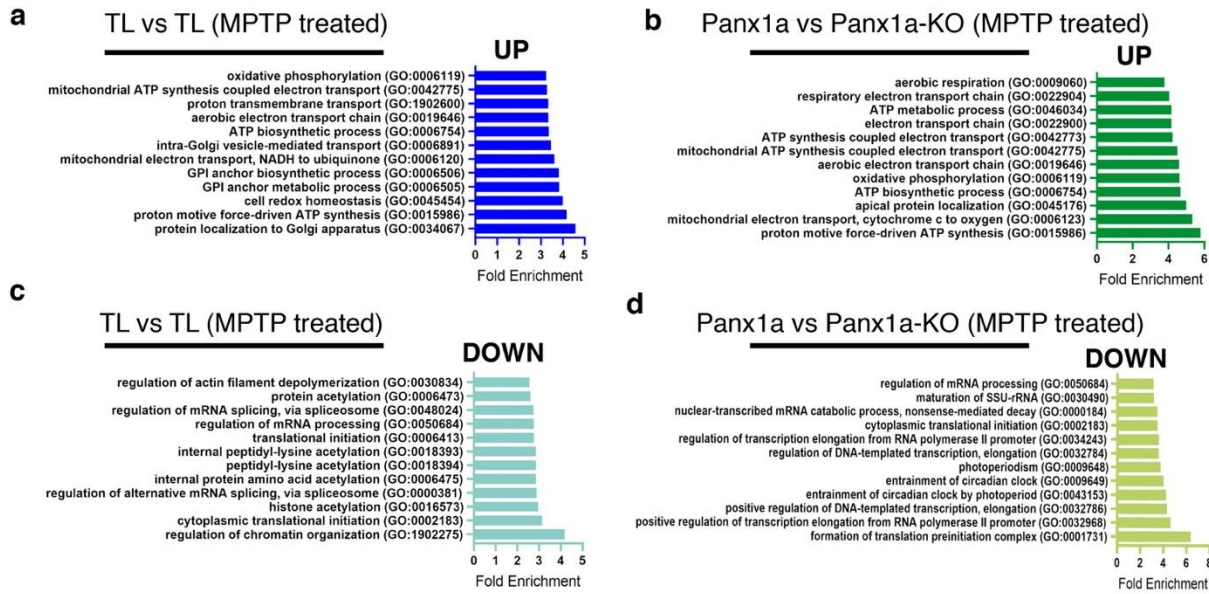 a
TL vs TL (MPTP treated)
UP
oxidative phosphorylation (GO:0006119)
mitochondrial ATP synthesis coupled electron transport (GO:0042775)
proton transmembrane transport (GO:1902600)
aerobic electron transport chain (GO:0019646)
ATP biosynthetic process (GO:0006754)
intra-Golgi vesicle-mediated transport (GO:0006891)
mitochondrial electron transport, NADH to ubiquinone (GO:0006120)
GPI anchor biosynthetic process (GO:0006506)
GPI anchor metabolic process (GO:0006505)
cell redox homeostasis (GO:0045454)
proton motive force-driven ATP synthesis (GO:0015986)
protein localization to Golgi apparatus (GO:0034067)
0 1 2 3 4 5
Fold Enrichment
b
Panx1a vs Panx1a-KO (MPTP treated)
UP
aerobic respiration (GO:0009060)
respiratory electron transport chain (GO:0022904)
ATP metabolic process (GO:0046034)
electron transport chain (GO:0022900)
ATP synthesis coupled electron transport (GO:0042773)
mitochondrial ATP synthesis coupled electron transport (GO:0042775)
aerobic electron transport chain (GO:0019646)
oxidative phosphorylation (GO:0006119)
ATP biosynthetic process (GO:0006754)
apical protein localization (GO:0045176)
mitochondrial electron transport, cytochrome c to oxygen (GO:0006123)
proton motive force-driven ATP synthesis (GO:0015986)
0 2 4 6
Fold Enrichment
c
TL vs TL (MPTP treated)
DOWN
regulation of actin filament depolymerization (GO:0030834)
protein acetylation (GO:0006473)
regulation of mRNA splicing, via spliceosome (GO:0048024)
regulation of mRNA processing (GO:0050684)
translational initiation (GO:0006413)
internal peptidyl-lysine acetylation (GO:0018393)
peptidyl-lysine acetylation (GO:0018394)
internal protein amino acid acetylation (GO:0006475)
regulation of alternative mRNA splicing, via spliceosome (GO:0000381)
histone acetylation (GO:0016573)
cytoplasmic translational initiation (GO:0002183)
regulation of chromatin organization (GO:1902275)
0 1 2 3 4 5
Fold Enrichment
d
Panx1a vs Panx1a-KO (MPTP treated)
DOWN
regulation of mRNA processing (GO:0050684)
maturation of SSU-rRNA (GO:0030490)
nuclear-transcribed mRNA catabolic process, nonsense-mediated decay (GO:0000184)
cytoplasmic translational initiation (GO:0002183)
regulation of transcription elongation from RNA polymerase II promoter (GO:0034243)
regulation of DNA-templated transcription, elongation (GO:0032784)
photoperiodism (GO:0009648)
entrainment of circadian clock (GO:0009649)
entrainment of circadian clock by photoperiod (GO:0043153)
positive regulation of DNA-templated transcription, elongation (GO:0032786)
positive regulation of transcription elongation from RNA polymerase II promoter (GO:0032968)
formation of translation preinitiation complex (GO:0001731)
0 2 4 6 8
Fold Enrichment